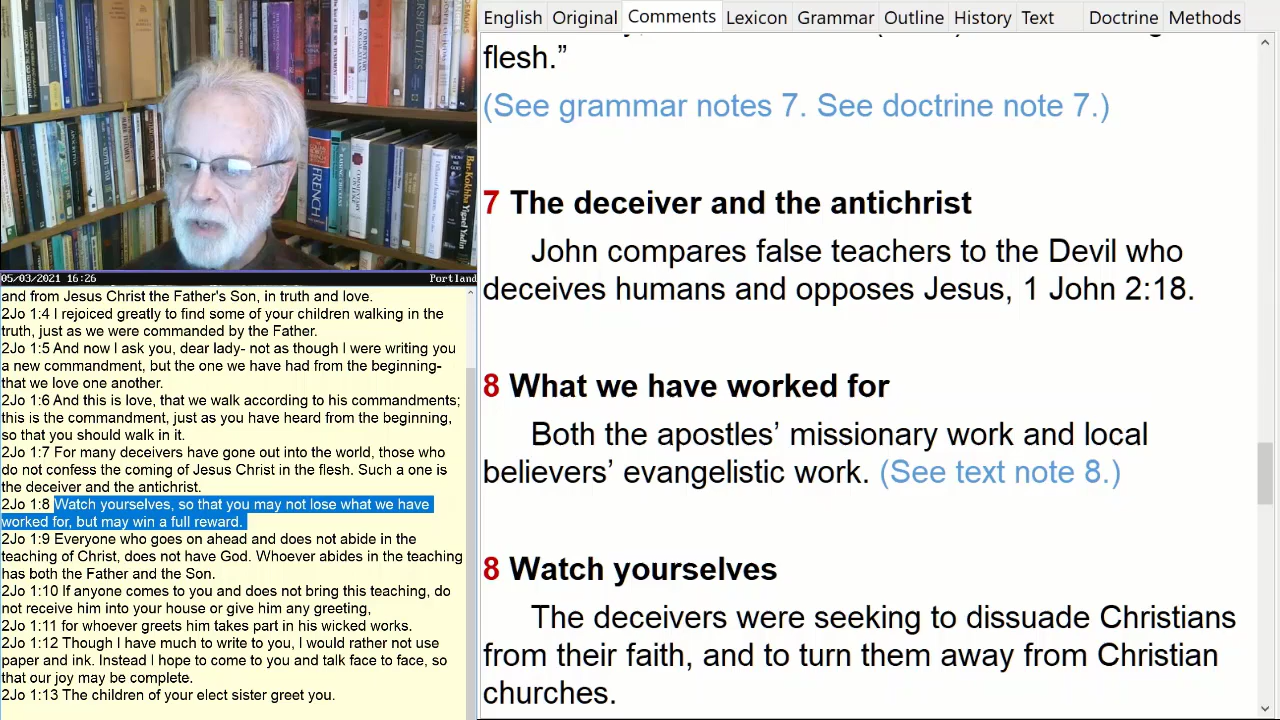 English Original Comments Lexicon Grammar Outline History Text Doctrine Methods
flesh.”
(See grammar notes 7. See doctrine note 7.)
7 The deceiver and the antichrist
John compares false teachers to the Devil who
deceives humans and opposes Jesus, 1 John 2:18.
8 What we have worked for
Both the apostles’ missionary work and local
believers’ evangelistic work. (See text note 8.)
8 Watch yourselves
The deceivers were seeking to dissuade Christians
from their faith, and to turn them away from Christian
churches.
FRENCH
Bar-Kokhba Yigael Yadin
05/03/2021 16:26 Portland
and from Jesus Christ the Father's Son, in truth and love.
2Jo 1:4 I rejoiced greatly to find some of your children walking in the
truth, just as we were commanded by the Father.
2Jo 1:5 And now I ask you, dear lady- not as though I were writing you
a new commandment, but the one we have had from the beginning-
that we love one another.
2Jo 1:6 And this is love, that we walk according to his commandments;
this is the commandment, just as you have heard from the beginning,
so that you should walk in it.
2Jo 1:7 For many deceivers have gone out into the world, those who
do not confess the coming of Jesus Christ in the flesh. Such a one is
the deceiver and the antichrist.
2Jo 1:8 Watch yourselves, so that you may not lose what we have
worked for, but may win a full reward.
2Jo 1:9 Everyone who goes on ahead and does not abide in the
teaching of Christ, does not have God. Whoever abides in the teaching
has both the Father and the Son.
2Jo 1:10 If anyone comes to you and does not bring this teaching, do
not receive him into your house or give him any greeting,
2Jo 1:11 for whoever greets him takes part in his wicked works.
2Jo 1:12 Though I have much to write to you, I would rather not use
paper and ink. Instead I hope to come to you and talk face to face, so
that our joy may be complete.
2Jo 1:13 The children of your elect sister greet you.